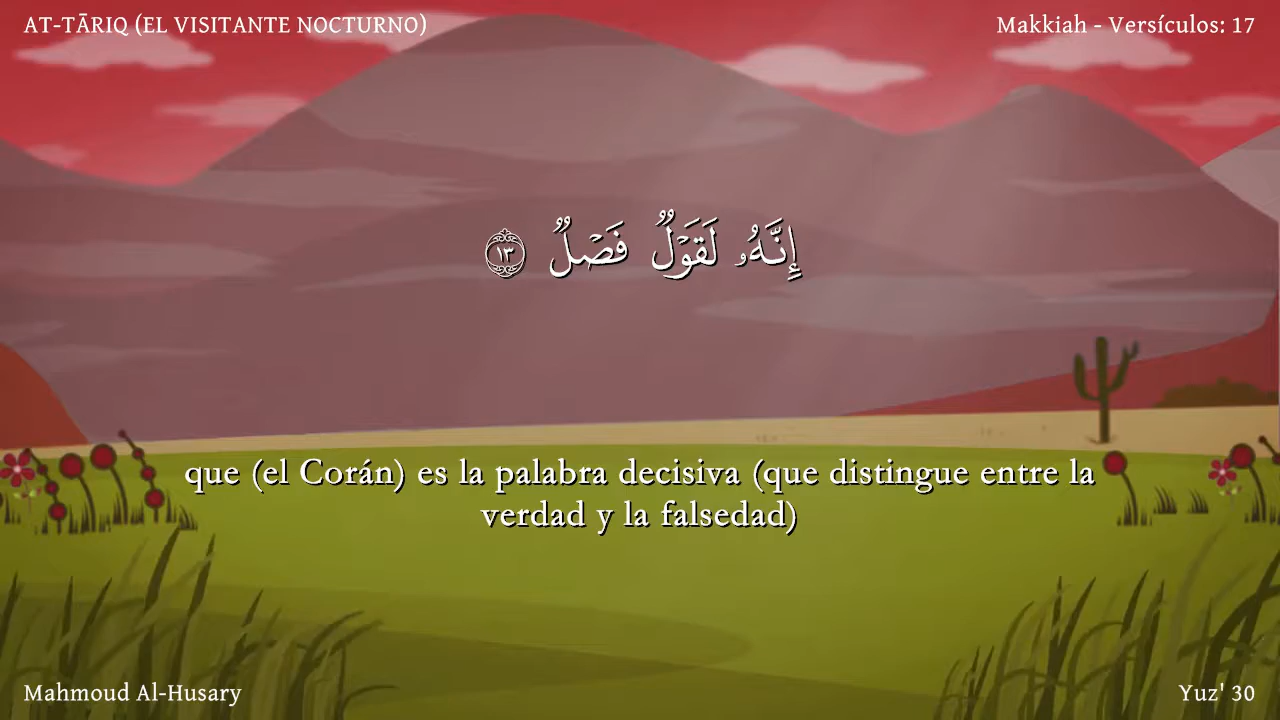 AT-TĀRIQ (EL VISITANTE NOCTURNO)
Makkiah - Versículos: 17
إِنَّهُۥ لَقَوۡلٞ فَصۡلٞ ١٣
que (el Corán) es la palabra decisiva (que distingue entre la
verdad y la falsedad)
Mahmoud Al-Husary
Yuz' 30